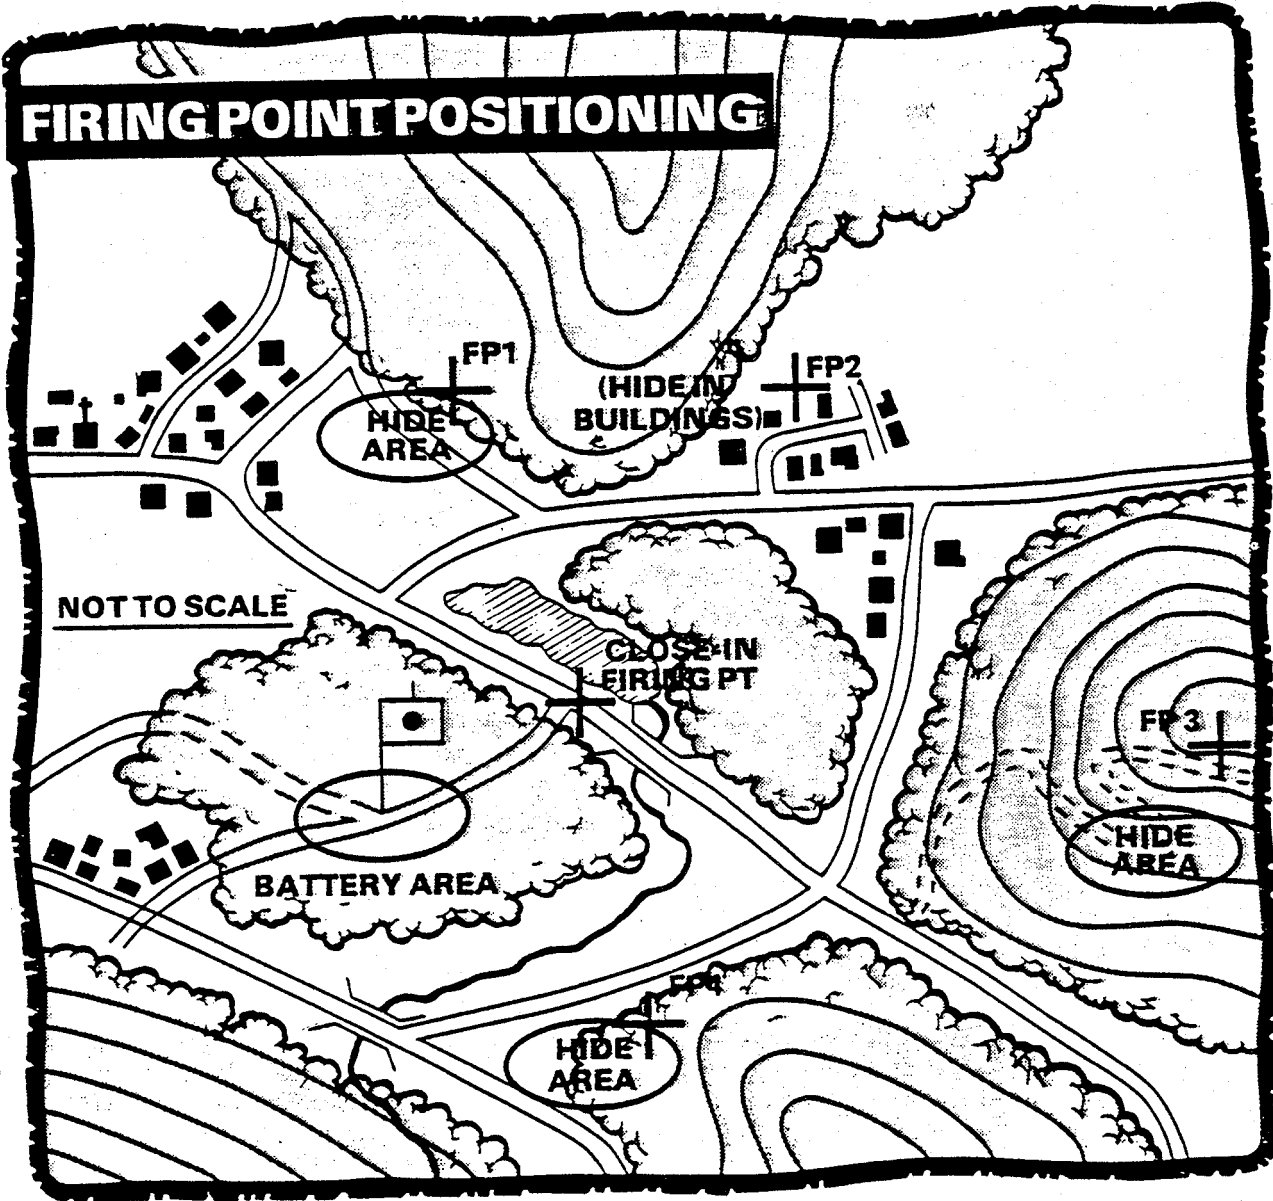 FIRING POINT POSITIONING
FP1
(HIDE IN
BUILDINGS)
FP2
HIDE
AREA
NOT TO SCALE
CLOSE-IN
FIRING PT
FP 3
HIDE
AREA
BATTERY AREA
FP4
HIDE
AREA